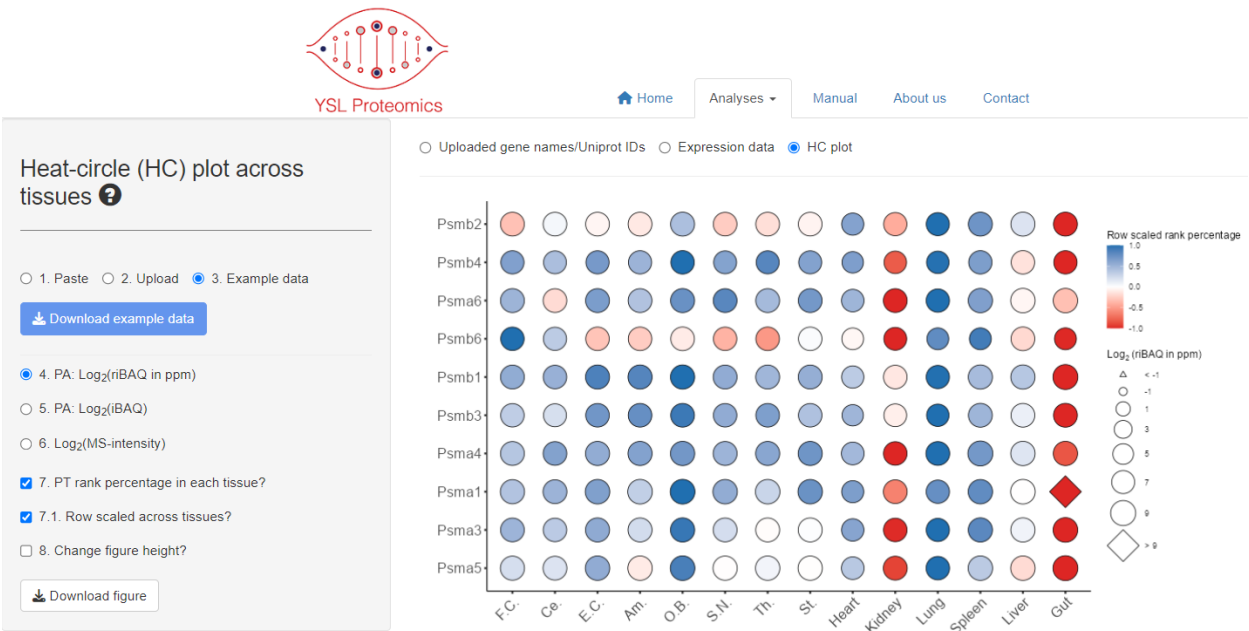 YSL Proteomics
Home Analyses Manual About us Contact
Heat-circle (HC) plot across
tissues ?
1. Paste 2. Upload 3. Example data
Download example data
4. PA: Log2(riBAQ in ppm)
5. PA: Log2(iBAQ)
6. Log2(MS-intensity)
7. PT rank percentage in each tissue?
7.1. Row scaled across tissues?
8. Change figure height?
Download figure
Uploaded gene names/Uniprot IDs Expression data HC plot
Psmb2
Psmb4
Psma6
Psmb6
Psmb1
Psmb3
Psma4
Psma1
Psma3
Psma5
F.C. Ce. E.C. Am. O.B. S.N. Th. St. Heart Kidney Lung Spleen Liver Gut
Row scaled rank percentage
1.0
0.5
0.0
-0.5
-1.0
Log2 (riBAQ in ppm)
< -1
-1
1
3
5
7
9
> 9